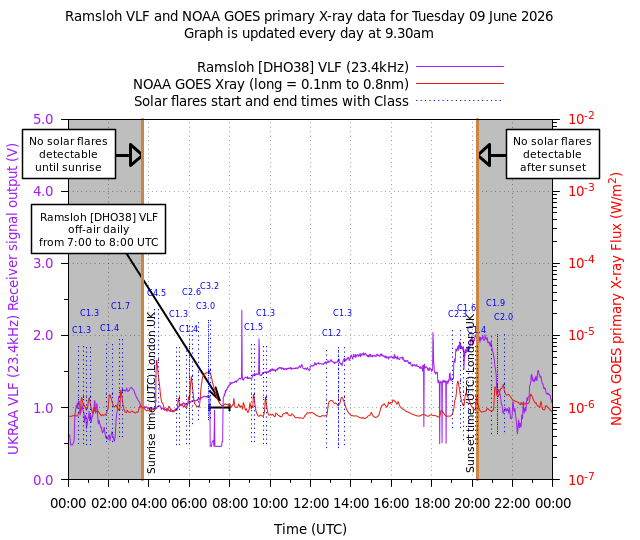 Ramsloh VLF and NOAA GOES primary X-ray data for Tuesday 09 June 2026
Graph is updated every day at 9.30am
Ramsloh [DHO38] VLF (23.4kHz)
NOAA GOES Xray (long = 0.1nm to 0.8nm)
Solar flares start and end times with Class
5.0
4.0
3.0
2.0
1.0
0.0
UKRAA VLF (23.4kHz) Receiver signal output (V)
No solar flares
detectable
until sunrise
No solar flares
detectable
after sunset
Ramsloh [DHO38] VLF
off-air daily
from 7:00 to 8:00 UTC
C1.3
C1.3
C1.4
C1.7
C4.5
C1.3
C2.6
C1.4
C3.0
C3.2
C1.5
C1.3
C1.2
C1.3
C2.3
C1.6
C1.4
C1.9
C2.0
Sunrise time (UTC) London UK
Sunset time (UTC) London UK
10^-2
10^-3
10^-4
10^-5
10^-6
10^-7
NOAA GOES primary X-ray Flux (W/m²)
00:00 02:00 04:00 06:00 08:00 10:00 12:00 14:00 16:00 18:00 20:00 22:00 00:00
Time (UTC)